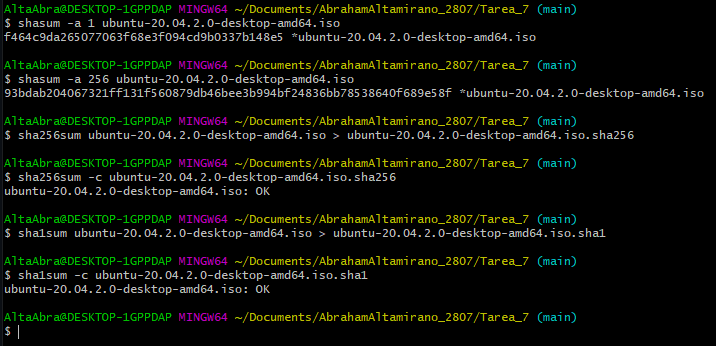 AltaAbra@DESKTOP-1GPPDAP MINGW64 ~/Documents/AbrahamAltamirano_2807/Tarea_7 (main)
$ shasum -a 1 ubuntu-20.04.2.0-desktop-amd64.iso
f464c9da265077063f68e3f094cd9b0337b148e5 *ubuntu-20.04.2.0-desktop-amd64.iso
AltaAbra@DESKTOP-1GPPDAP MINGW64 ~/Documents/AbrahamAltamirano_2807/Tarea_7 (main)
$ shasum -a 256 ubuntu-20.04.2.0-desktop-amd64.iso
93bdab204067321ff131f560879db46bee3b994bf24836bb78538640f689e58f *ubuntu-20.04.2.0-desktop-amd64.iso
AltaAbra@DESKTOP-1GPPDAP MINGW64 ~/Documents/AbrahamAltamirano_2807/Tarea_7 (main)
$ sha256sum ubuntu-20.04.2.0-desktop-amd64.iso > ubuntu-20.04.2.0-desktop-amd64.iso.sha256
AltaAbra@DESKTOP-1GPPDAP MINGW64 ~/Documents/AbrahamAltamirano_2807/Tarea_7 (main)
$ sha256sum -c ubuntu-20.04.2.0-desktop-amd64.iso.sha256
ubuntu-20.04.2.0-desktop-amd64.iso: OK
AltaAbra@DESKTOP-1GPPDAP MINGW64 ~/Documents/AbrahamAltamirano_2807/Tarea_7 (main)
$ sha1sum ubuntu-20.04.2.0-desktop-amd64.iso > ubuntu-20.04.2.0-desktop-amd64.iso.sha1
AltaAbra@DESKTOP-1GPPDAP MINGW64 ~/Documents/AbrahamAltamirano_2807/Tarea_7 (main)
$ sha1sum -c ubuntu-20.04.2.0-desktop-amd64.iso.sha1
ubuntu-20.04.2.0-desktop-amd64.iso: OK
AltaAbra@DESKTOP-1GPPDAP MINGW64 ~/Documents/AbrahamAltamirano_2807/Tarea_7 (main)
$